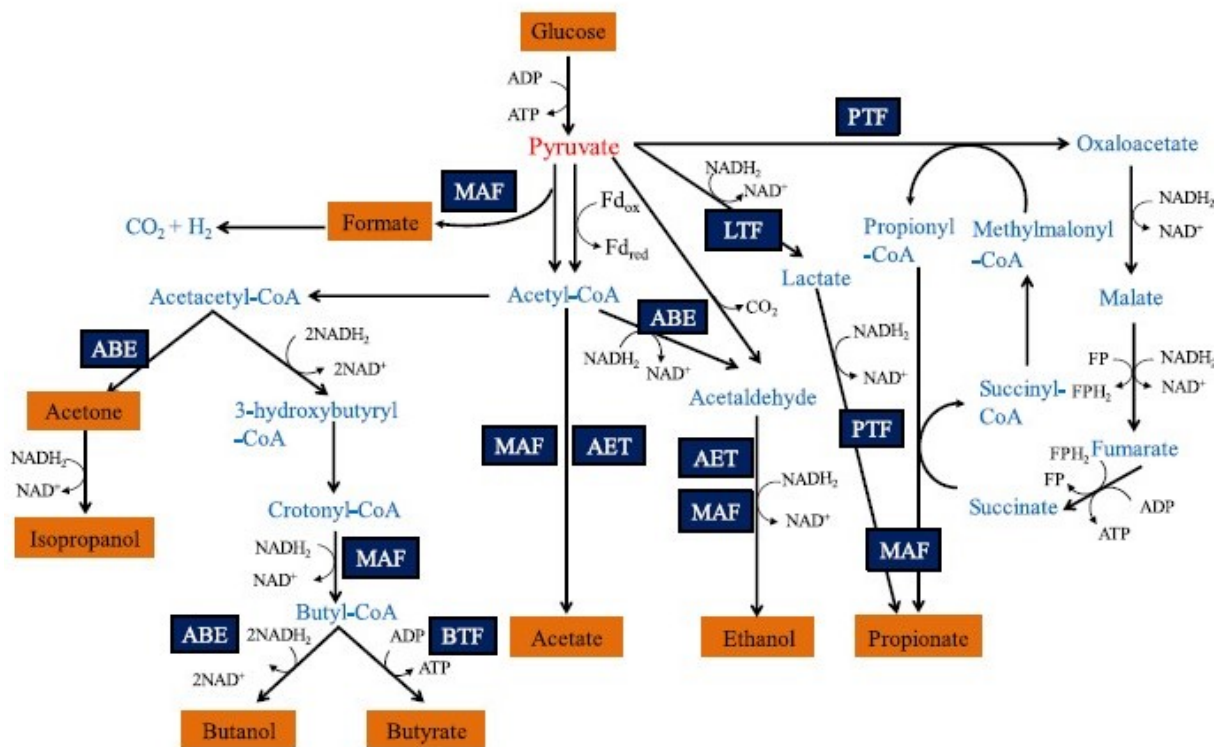 Glucose
ADP
ATP
PTF
Pyruvate
Oxaloacetate
NADH₂
NAD⁺
MAF
Fdox
LTF
Propionyl
-CoA
Methylmalonyl
-CoA
NADH₂
NAD⁺
CO₂ + H₂
Formate
Fdred
Lactate
Acetacetyl-CoA
Acetyl-CoA
CO₂
Malate
ABE
2NADH₂
2NAD⁺
ABE
NADH₂
NAD⁺
NADH₂
NAD⁺
FP
FPH₂
NADH₂
NAD⁺
Acetone
3-hydroxybutyryl
-CoA
Acetaldehyde
Succinyl-
CoA
NADH₂
NAD⁺
MAF
AET
AET
MAF
NADH₂
NAD⁺
PTF
FPH₂
FP
Fumarate
ADP
ATP
Succinate
Isopropanol
Crotonyl-CoA
NADH₂
NAD⁺
MAF
MAF
Butyl-CoA
ABE
2NADH₂
2NAD⁺
ADP
ATP
BTF
Acetate
Ethanol
Propionate
Butanol
Butyrate